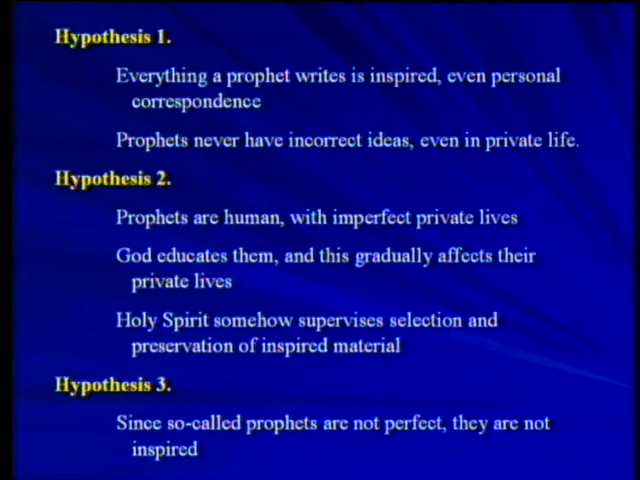 Hypothesis 1.
Everything a prophet writes is inspired, even personal
correspondence
Prophets never have incorrect ideas, even in private life.
Hypothesis 2.
Prophets are human, with imperfect private lives
God educates them, and this gradually affects their
private lives
Holy Spirit somehow supervises selection and
preservation of inspired material
Hypothesis 3.
Since so-called prophets are not perfect, they are not
inspired